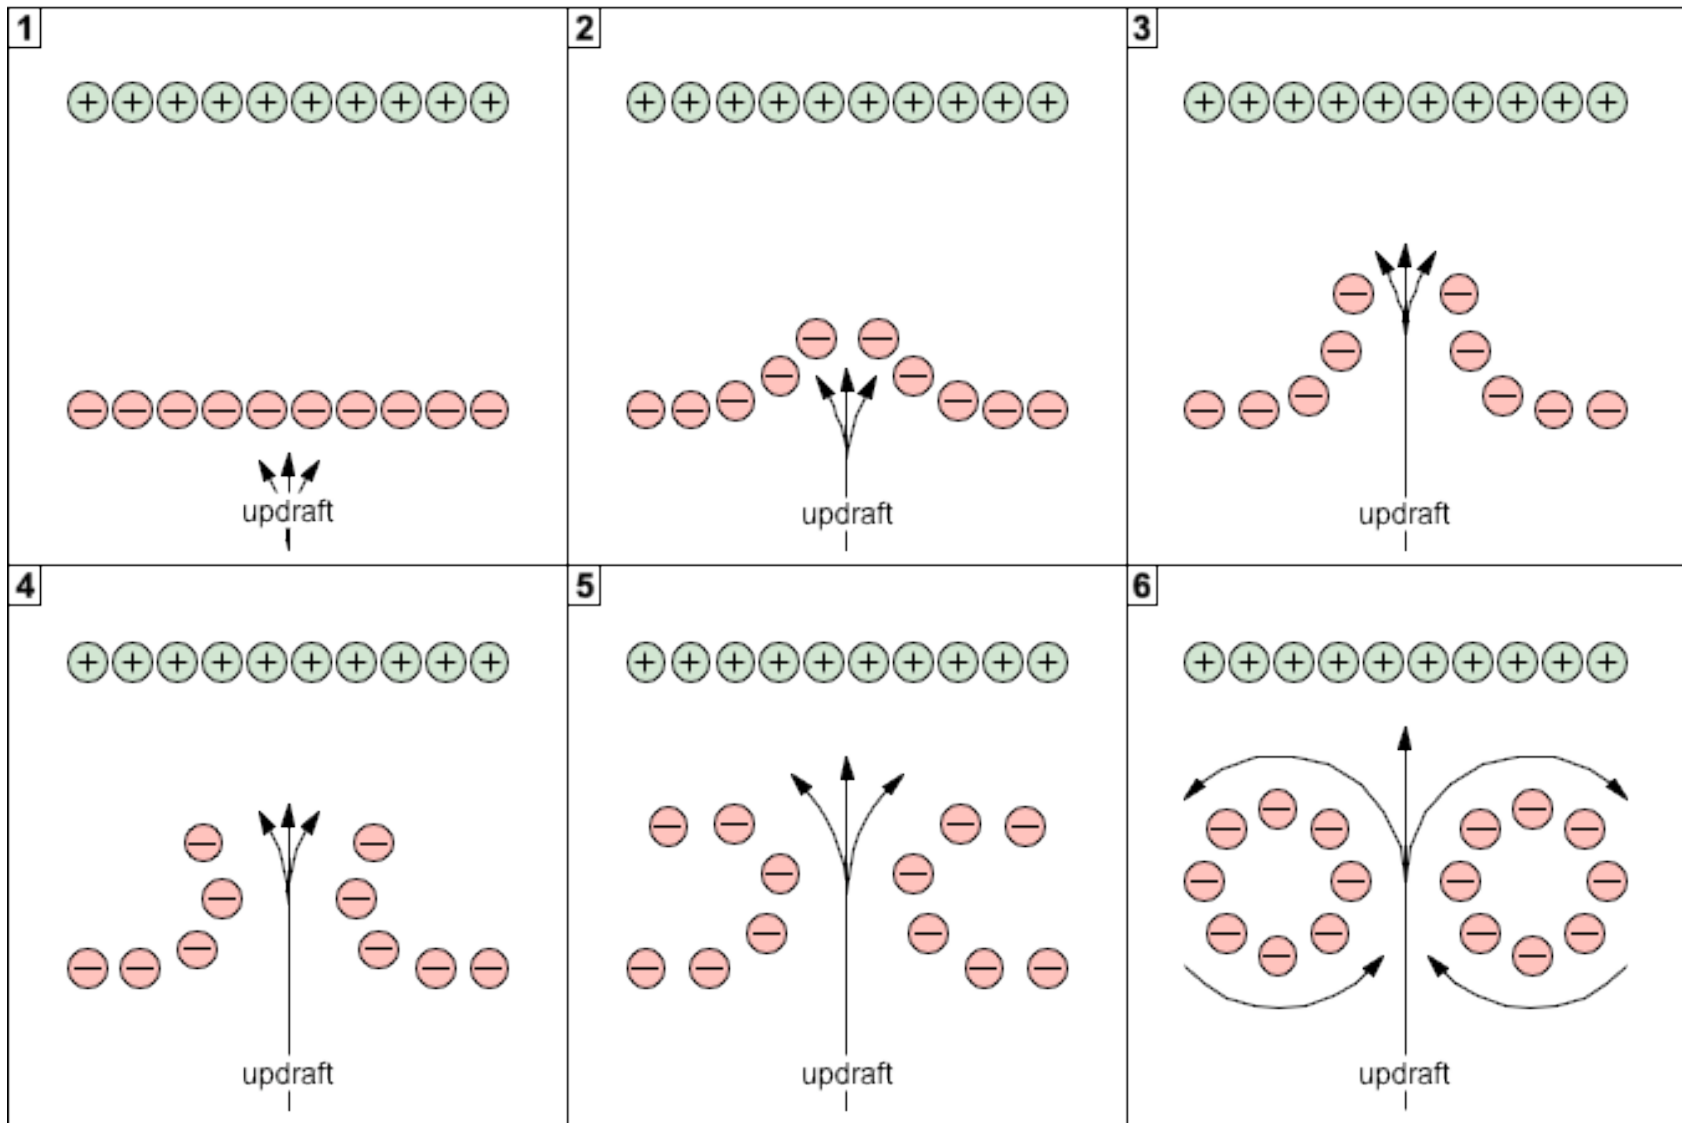 1
2
3
+ + + + + + + + + +
+ + + + + + + + + +
+ + + + + + + + + +
− − − − − − − − − −
− − − − − − − − − −
− − − − − − − − − −
updraft
updraft
updraft
4
5
6
+ + + + + + + + + +
+ + + + + + + + + +
+ + + + + + + + + +
− − − − − − − − − −
− − − − − − − − − − − −
− − − − − − − − − − − − − − − −
updraft
updraft
updraft